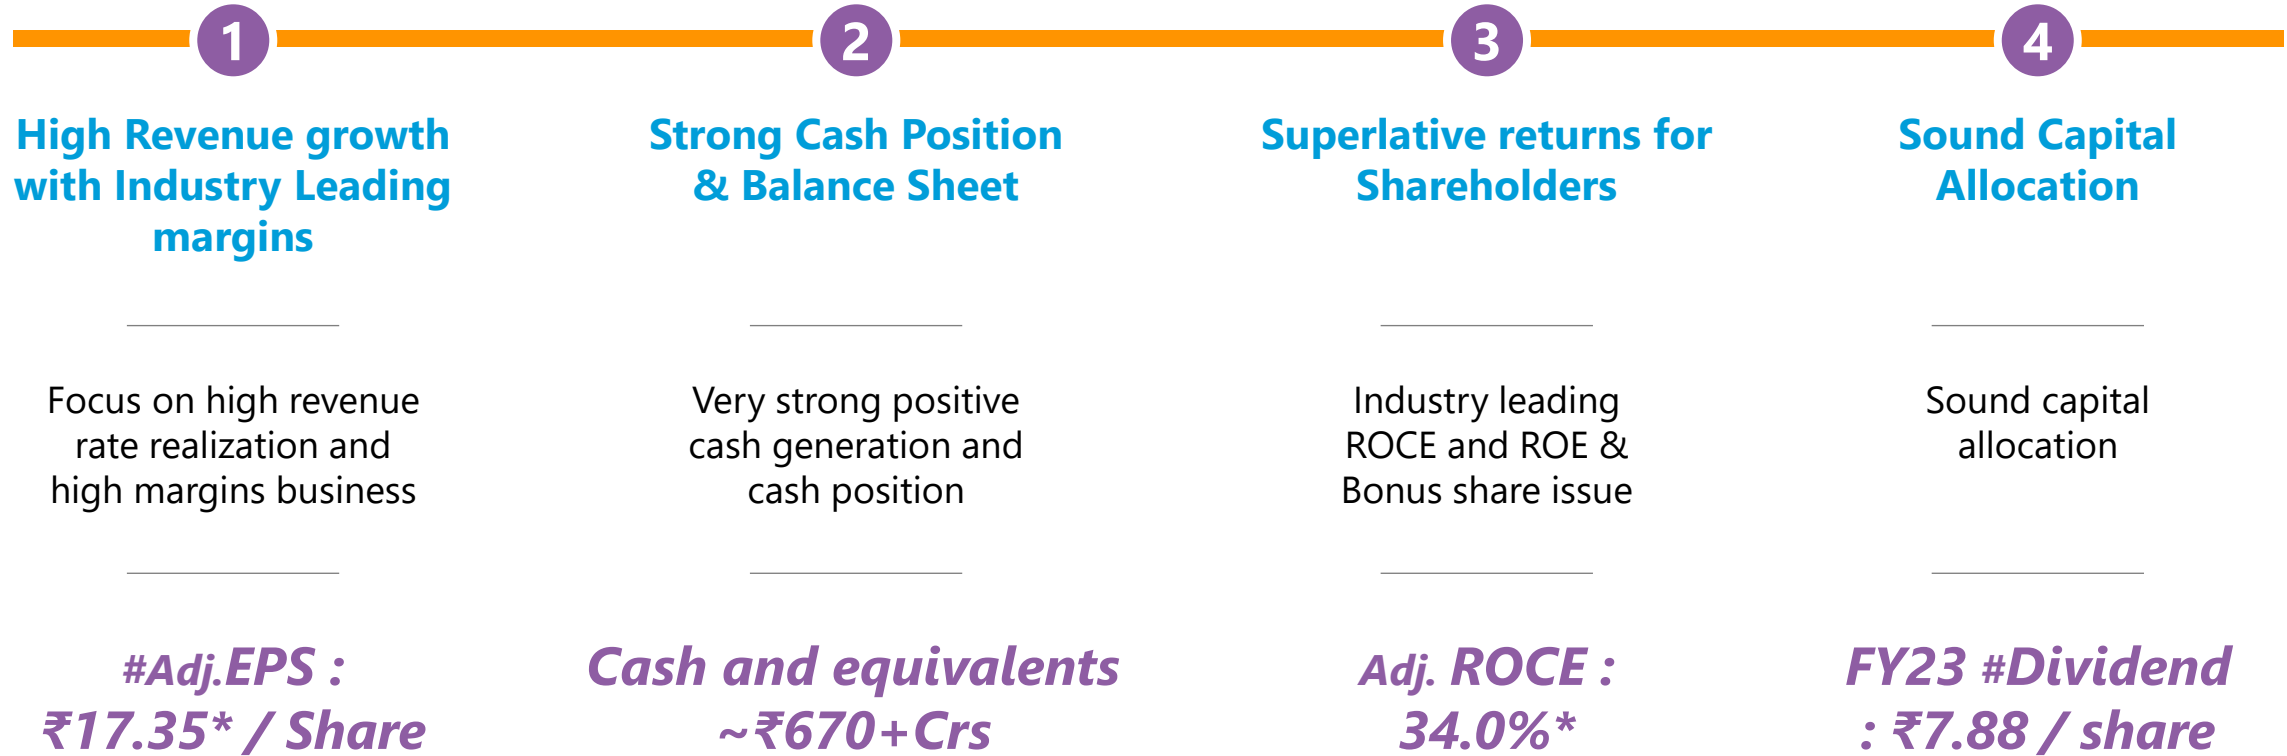 1
High Revenue growth
with Industry Leading
margins
Focus on high revenue
rate realization and
high margins business
#Adj.EPS :
₹17.35* / Share
2
Strong Cash Position
& Balance Sheet
Very strong positive
cash generation and
cash position
Cash and equivalents
~₹670+Crs
3
Superlative returns for
Shareholders
Industry leading
ROCE and ROE &
Bonus share issue
Adj. ROCE :
34.0%*
4
Sound Capital
Allocation
Sound capital
allocation
FY23 #Dividend
: ₹7.88 / share